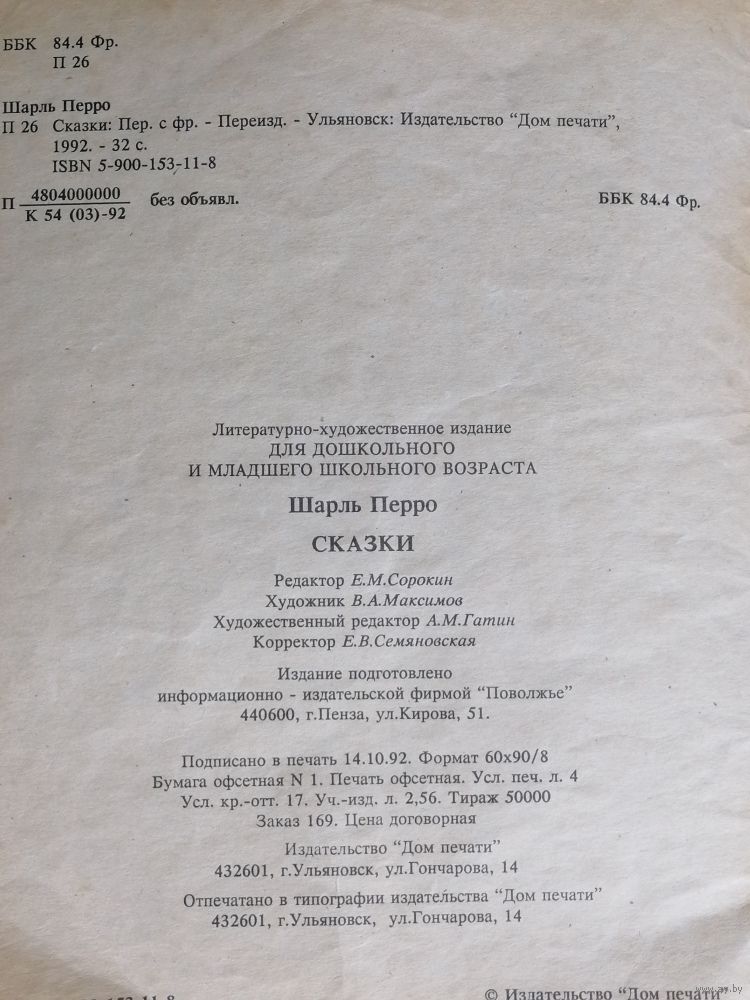 ББК 84.4 Фр.
П 26
Шарль Перро
П 26 Сказки: Пер. с фр. - Переизд. - Ульяновск: Издательство "Дом печати",
1992. - 32 с.
ISBN 5-900-153-11-8
П 4804000000 без объявл. ББК 84.4 Фр.
К 54 (03)-92
Литературно-художественное издание
ДЛЯ ДОШКОЛЬНОГО
И МЛАДШЕГО ШКОЛЬНОГО ВОЗРАСТА
Шарль Перро
СКАЗКИ
Редактор Е.М.Сорокин
Художник В.А.Максимов
Художественный редактор А.М.Гатин
Корректор Е.В.Семяновская
Издание подготовлено
информационно - издательской фирмой "Поволжье"
440600, г.Пенза, ул.Кирова, 51.
Подписано в печать 14.10.92. Формат 60х90/8
Бумага офсетная N 1. Печать офсетная. Усл. печ. л. 4
Усл. кр.-отт. 17. Уч.-изд. л. 2,56. Тираж 50000
Заказ 169. Цена договорная
Издательство "Дом печати"
432601, г.Ульяновск, ул.Гончарова, 14
Отпечатано в типографии издательства "Дом печати"
432601, г.Ульяновск, ул.Гончарова, 14
153-11-8 © Издательство "Дом печати"
www.ay.by